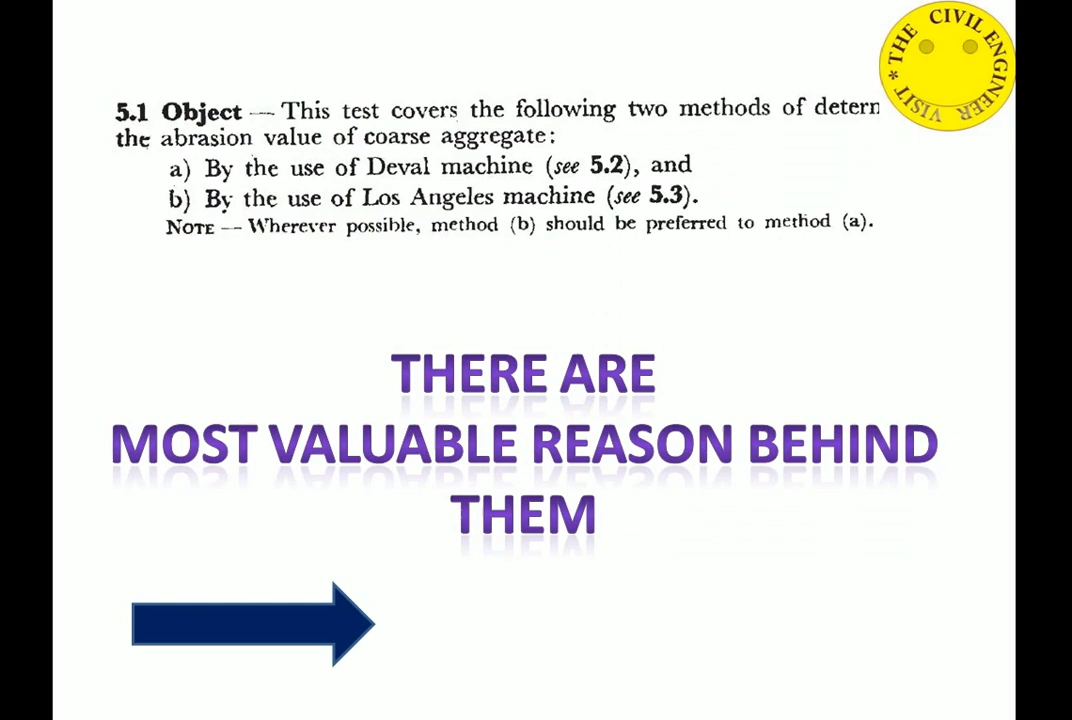 * THE CIVIL ENGINEER VISIT
5.1 Object — This test covers the following two methods of determ
the abrasion value of coarse aggregate:
a) By the use of Deval machine (see 5.2), and
b) By the use of Los Angeles machine (see 5.3).
NOTE — Wherever possible, method (b) should be preferred to method (a).
THERE ARE
MOST VALUABLE REASON BEHIND
THEM